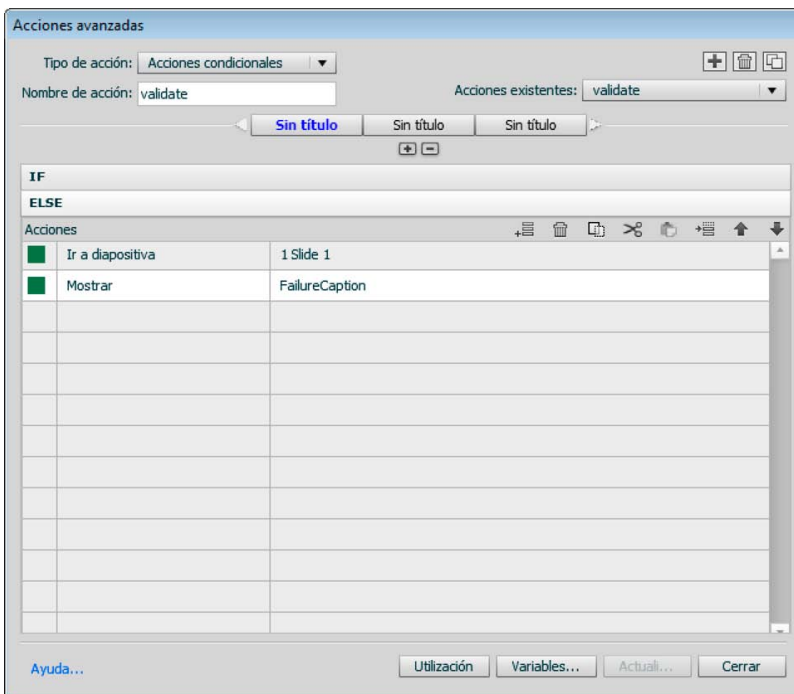 Acciones avanzadas
Tipo de acción: Acciones condicionales
Nombre de acción: validate
Acciones existentes: validate
Sin título Sin título Sin título
IF
ELSE
Acciones
Ir a diapositiva 1 Slide 1
Mostrar FailureCaption
Ayuda... Utilización Variables... Actuali... Cerrar